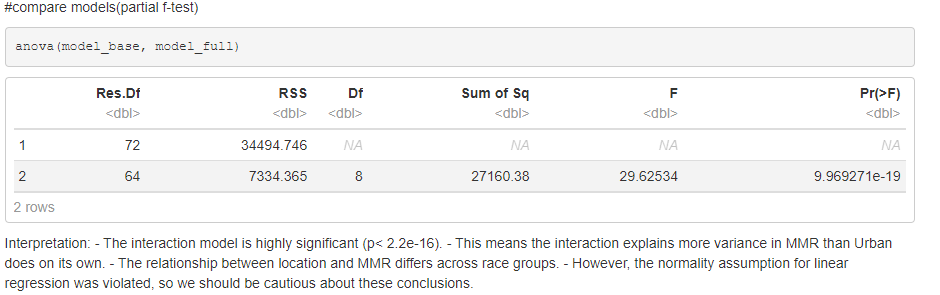 #compare models(partial f-test)
anova(model_base, model_full)
Res.Df RSS Df Sum of Sq F Pr(>F)
<dbl> <dbl> <dbl> <dbl> <dbl> <dbl>
1 72 34494.746 NA NA NA NA
2 64 7334.365 8 27160.38 29.62534 9.969271e-19
2 rows
Interpretation: - The interaction model is highly significant (p< 2.2e-16). - This means the interaction explains more variance in MMR than Urban
does on its own. - The relationship between location and MMR differs across race groups. - However, the normality assumption for linear
regression was violated, so we should be cautious about these conclusions.